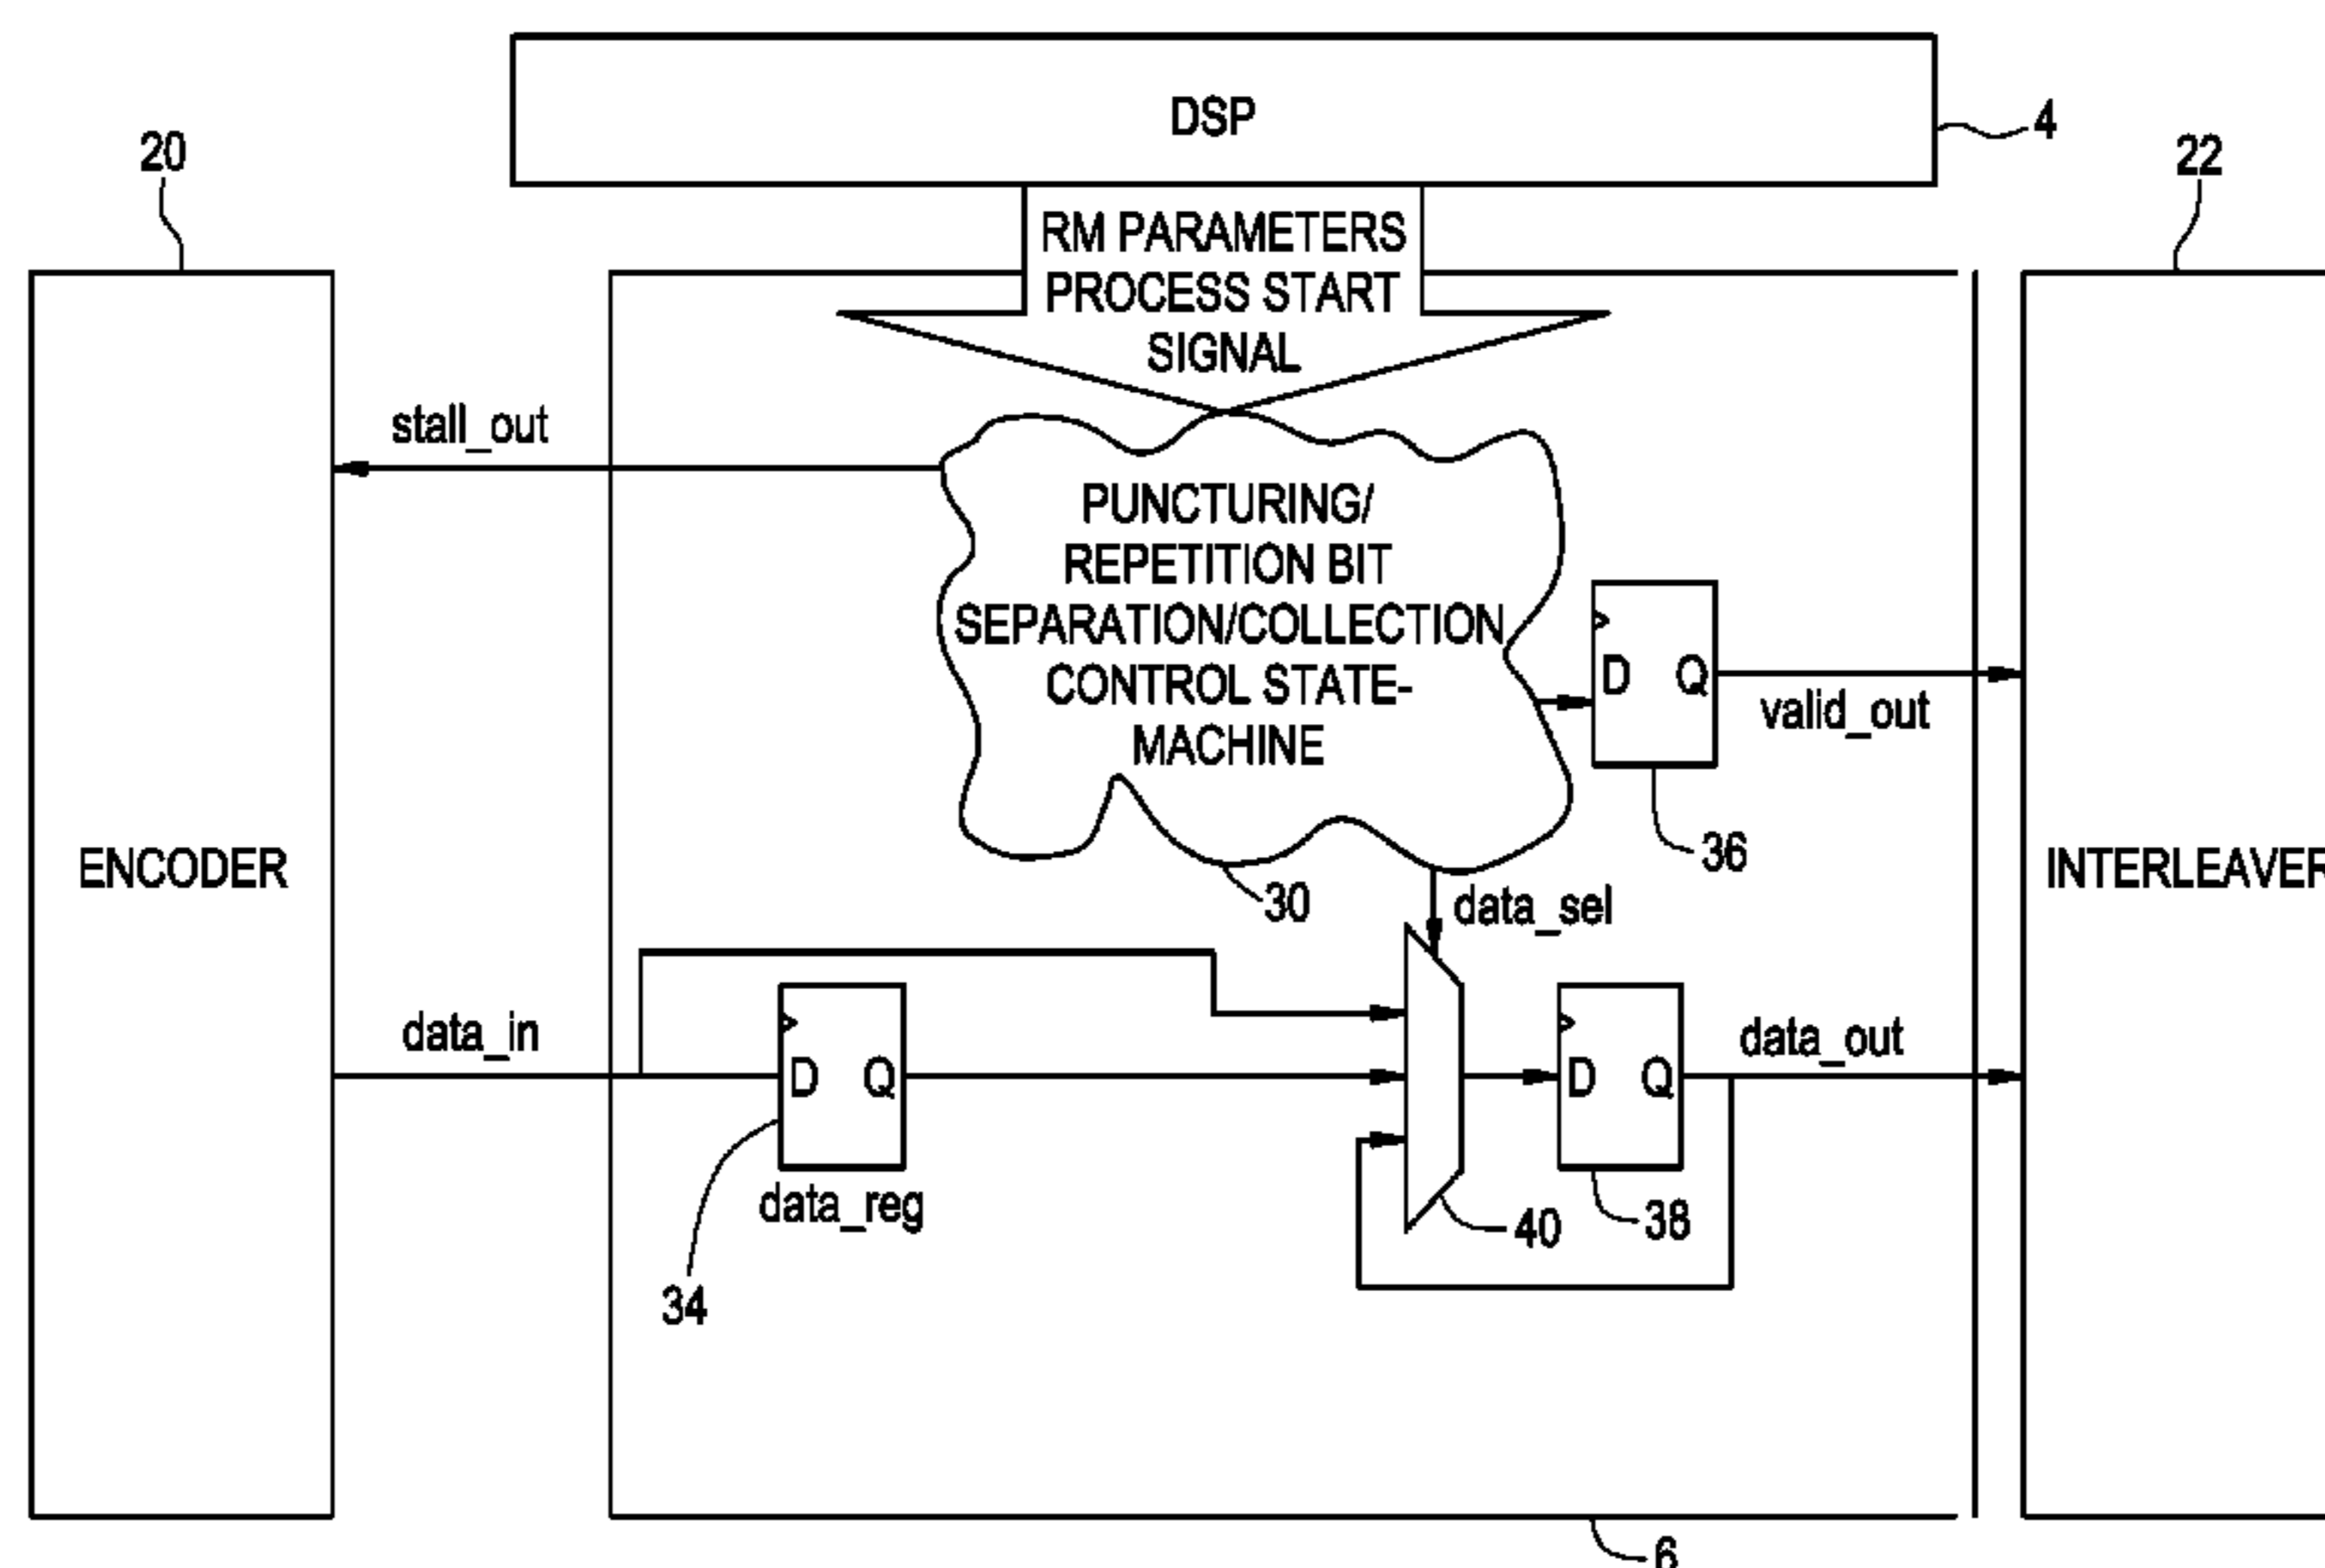 DSP
4
20
22
RM PARAMETERS
PROCESS START
SIGNAL
stall_out
PUNCTURING/
REPETITION BIT
SEPARATION/COLLECTION
CONTROL STATE-
MACHINE
D Q
valid_out
36
ENCODER
INTERLEAVER
30
data_sel
data_in
D Q
D Q
data_out
data_reg
34
40
38
6